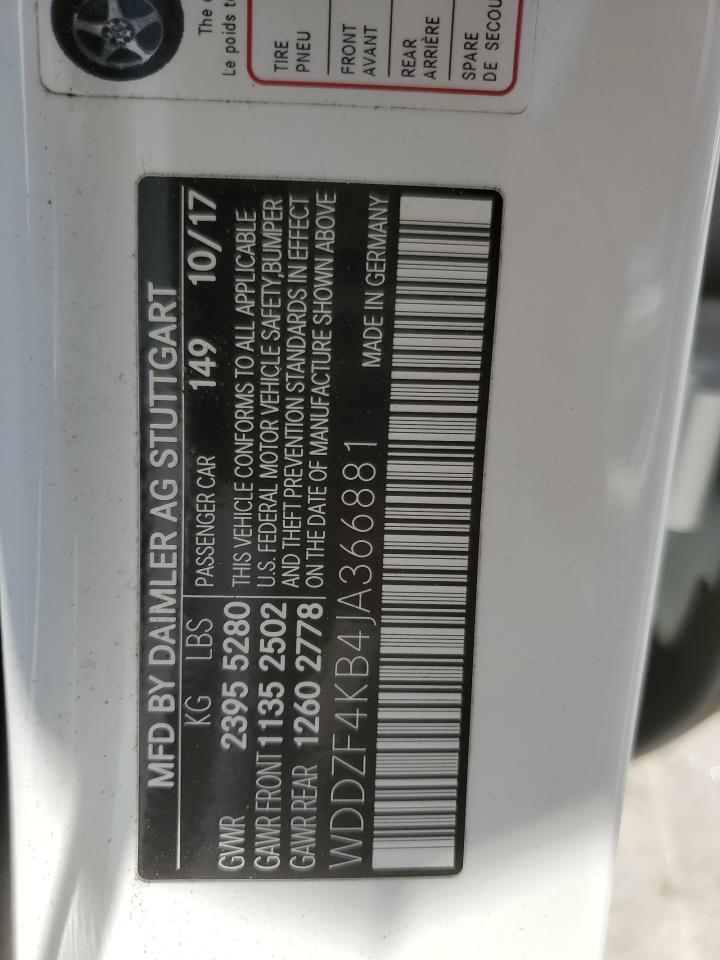 The
Le poids t
TIRE
PNEU
FRONT
AVANT
REAR
ARRIÈRE
SPARE
DE SECOU
MFD BY DAIMLER AG STUTTGART
KG LBS PASSENGER CAR 149 10/17
GVWR 2395 5280 THIS VEHICLE CONFORMS TO ALL APPLICABLE
GAWR FRONT 1135 2502 U.S. FEDERAL MOTOR VEHICLE SAFETY,BUMPER
GAWR REAR 1260 2778 AND THEFT PREVENTION STANDARDS IN EFFECT
ON THE DATE OF MANUFACTURE SHOWN ABOVE
WDDZF4KB4JA366881 MADE IN GERMANY